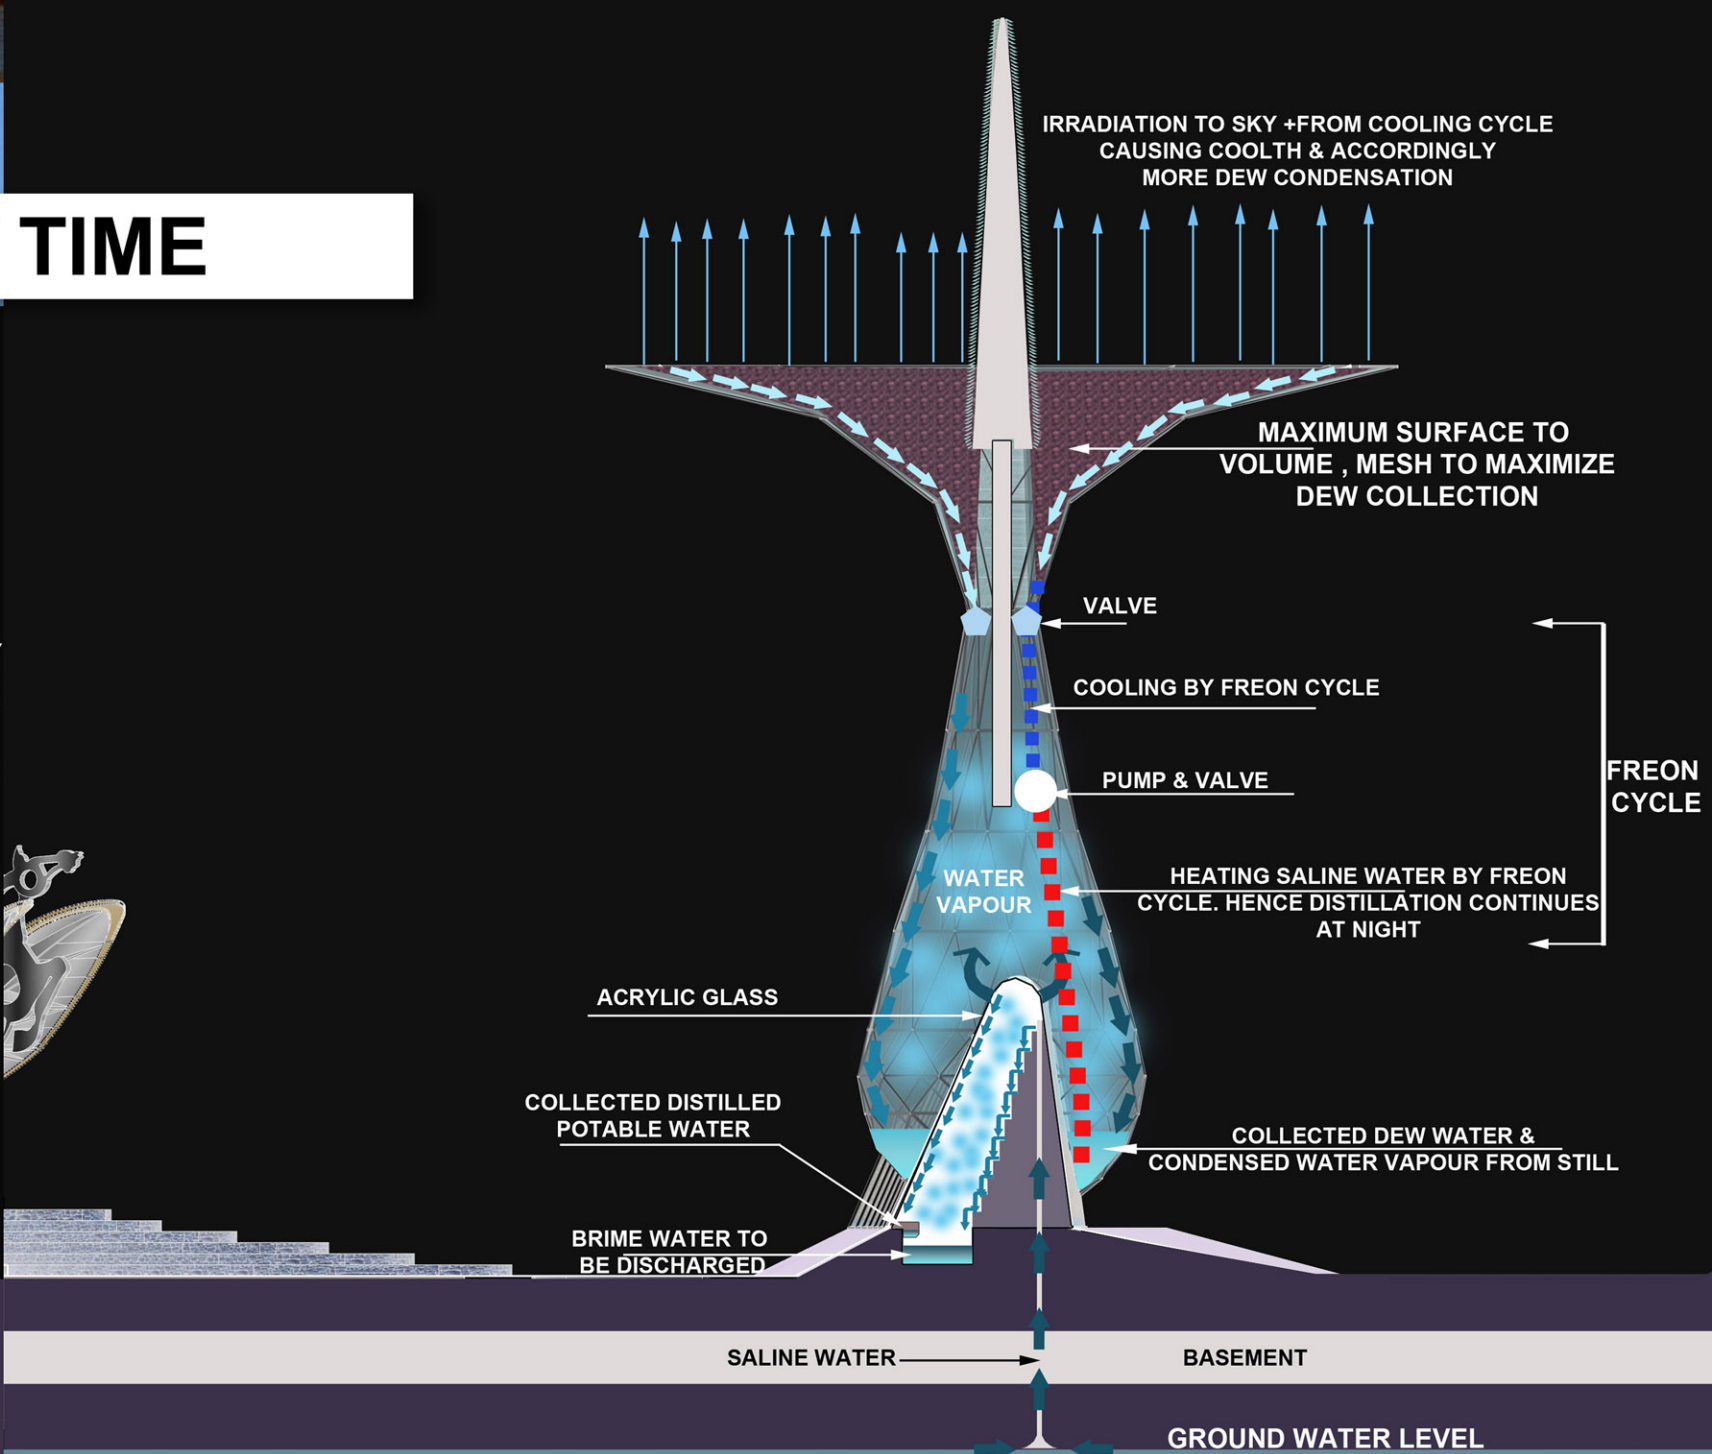 IRRADIATION TO SKY +FROM COOLING CYCLE
CAUSING COOLTH & ACCORDINGLY
MORE DEW CONDENSATION
TIME
MAXIMUM SURFACE TO
VOLUME , MESH TO MAXIMIZE
DEW COLLECTION
VALVE
COOLING BY FREON CYCLE
PUMP & VALVE
FREON
CYCLE
WATER
VAPOUR
HEATING SALINE WATER BY FREON
CYCLE. HENCE DISTILLATION CONTINUES
AT NIGHT
ACRYLIC GLASS
COLLECTED DISTILLED
POTABLE WATER
COLLECTED DEW WATER &
CONDENSED WATER VAPOUR FROM STILL
BRIME WATER TO
BE DISCHARGED
SALINE WATER
BASEMENT
GROUND WATER LEVEL